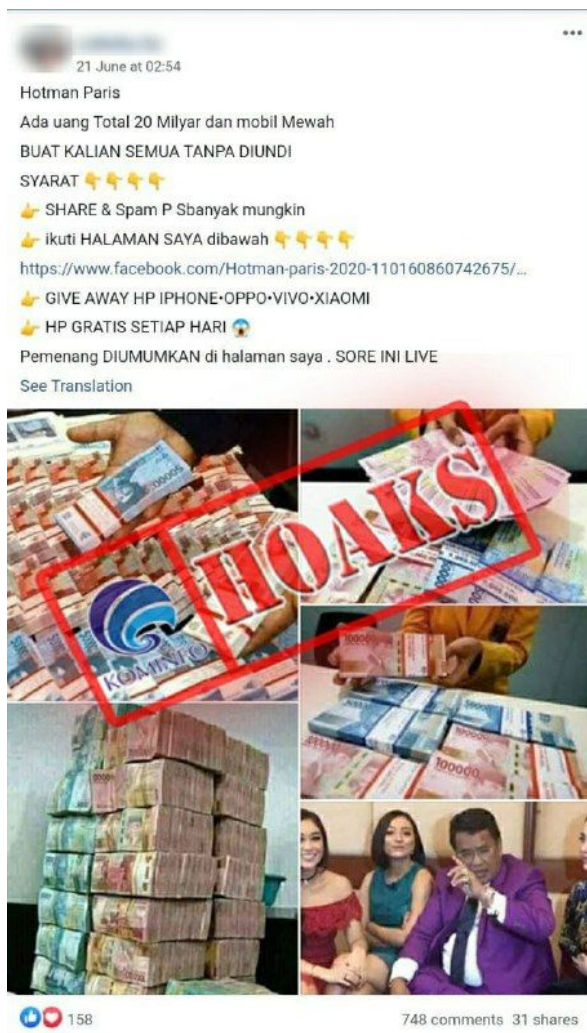 21 June at 02:54
Hotman Paris
Ada uang Total 20 Milyar dan mobil Mewah
BUAT KALIAN SEMUA TANPA DIUNDI
SYARAT 👇👇👇👇
👉 SHARE & Spam P Sbanyak mungkin
👉 ikuti HALAMAN SAYA dibawah 👇👇👇👇
https://www.facebook.com/Hotman-paris-2020-110160860742675/...
👉 GIVE AWAY HP IPHONE•OPPO•VIVO•XIAOMI
👉 HP GRATIS SETIAP HARI 😱
Pemenang DIUMUMKAN di halaman saya . SORE INI LIVE
See Translation
HOAKS
KOMINFO
100000
100000
158
748 comments 31 shares